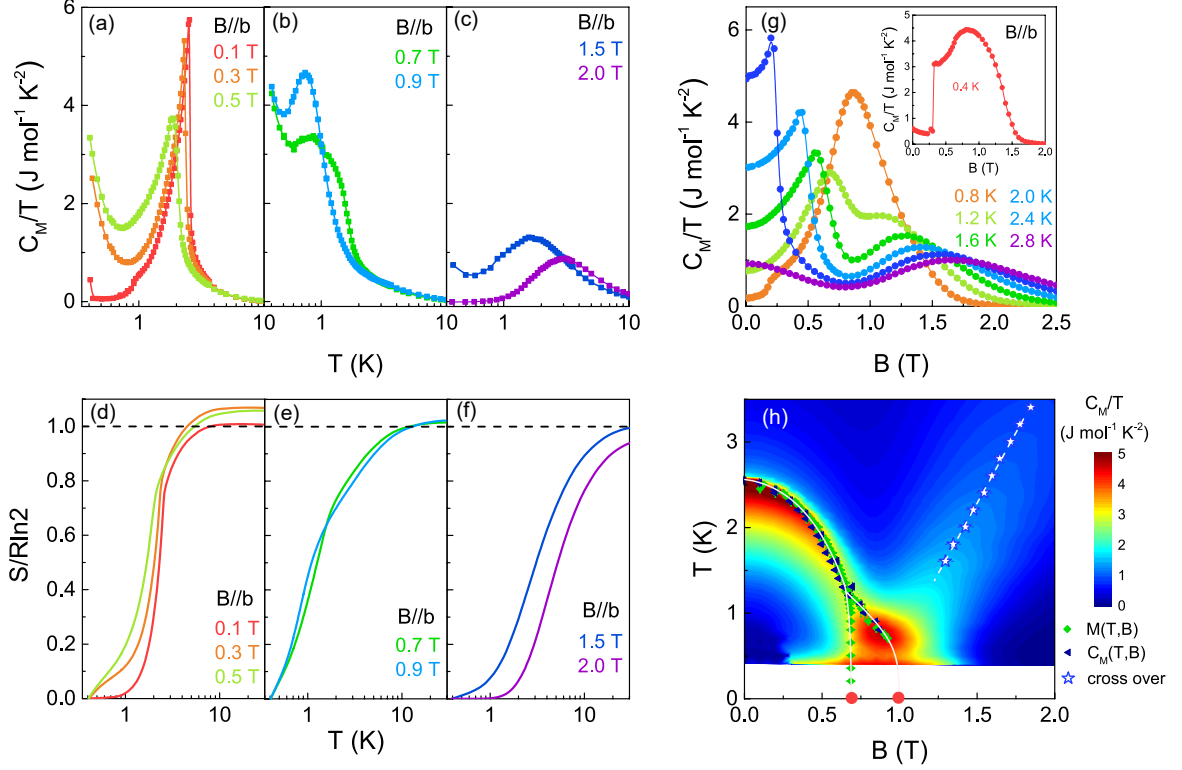 (a)
B//b
0.1 T
0.3 T
0.5 T
(b)
B//b
0.7 T
0.9 T
(c)
B//b
1.5 T
2.0 T
C_M/T (J mol⁻¹ K⁻²)
6
4
2
0
1
10
1
10
1
10
T (K)
(g)
C_M/T (J mol⁻¹ K⁻²)
6
4
2
0
0.0
0.5
1.0
1.5
2.0
2.5
B (T)
0.8 K
2.0 K
1.2 K
2.4 K
1.6 K
2.8 K
C_M/T (J mol⁻¹ K⁻²)
5
4
3
2
1
0
B//b
0.4 K
0.0
0.5
1.0
1.5
2.0
B (T)
(d)
B//b
0.1 T
0.3 T
0.5 T
(e)
B//b
0.7 T
0.9 T
(f)
B//b
1.5 T
2.0 T
S/Rln2
1.0
0.8
0.6
0.4
0.2
0.0
1
10
1
10
1
10
T (K)
(h)
T (K)
3
2
1
0
0.0
0.5
1.0
1.5
2.0
B (T)
C_M/T
(J mol⁻¹ K⁻²)
5
4
3
2
1
0
M(T,B)
C_M(T,B)
cross over